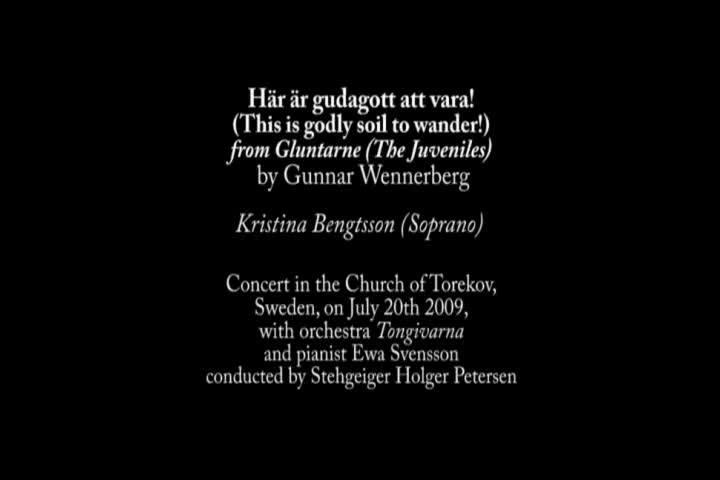 Här är gudagott att vara!
(This is godly soil to wander!)
from Gluntarne (The Juveniles)
by Gunnar Wennerberg
Kristina Bengtsson (Soprano)
Concert in the Church of Torekov,
Sweden, on July 20th 2009,
with orchestra Tongivarna
and pianist Ewa Svensson
conducted by Stehgeiger Holger Petersen